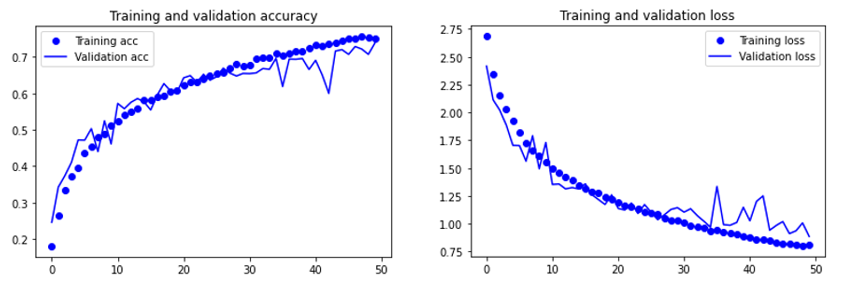 Training and validation accuracy
Training acc
Validation acc
0.7
0.6
0.5
0.4
0.3
0.2
0 10 20 30 40 50
Training and validation loss
Training loss
Validation loss
2.75
2.50
2.25
2.00
1.75
1.50
1.25
1.00
0.75
0 10 20 30 40 50